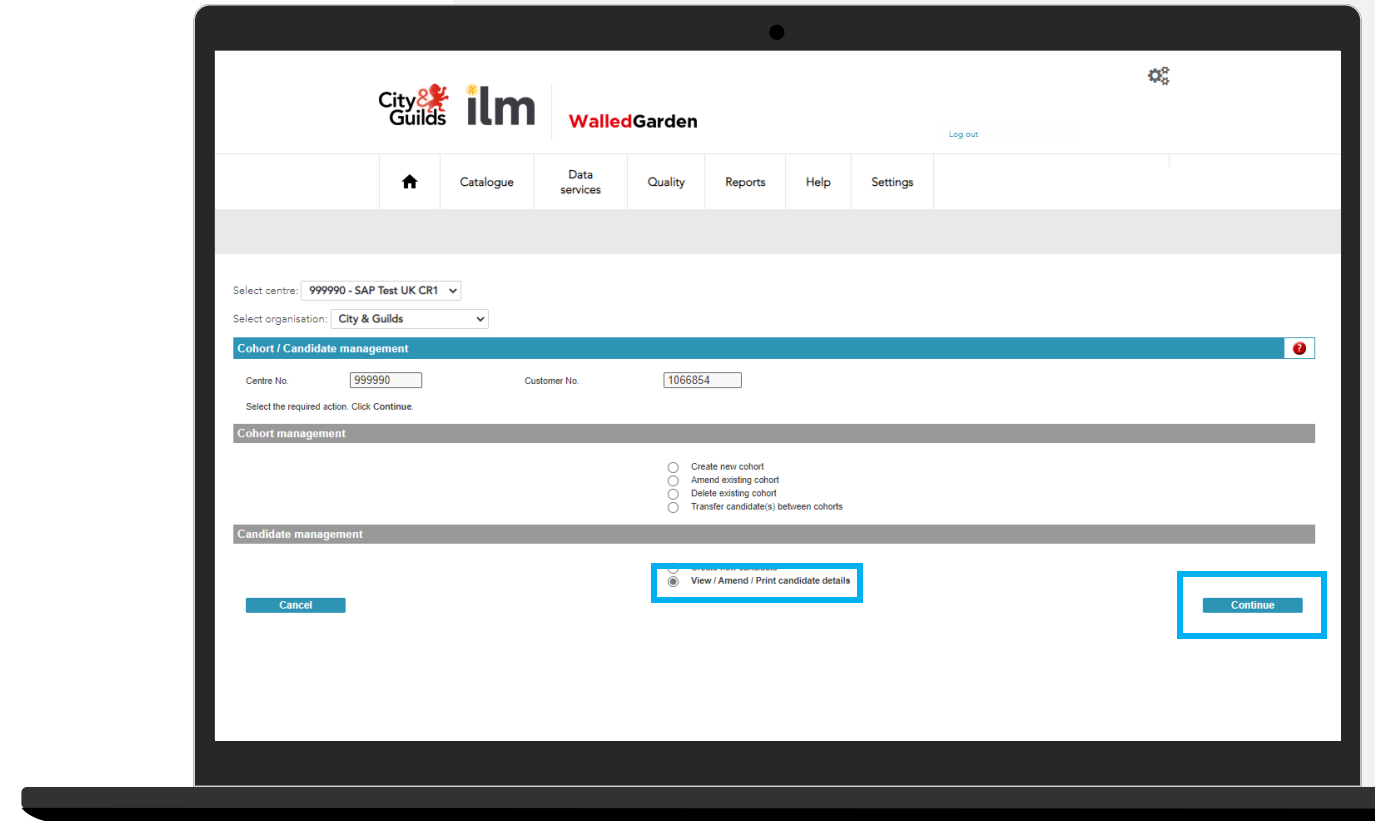 City&
Guilds
ilm
WalledGarden
Log out
Catalogue
Data
services
Quality
Reports
Help
Settings
Select centre: 999990 - SAP Test UK CR1
Select organisation: City & Guilds
Cohort / Candidate management
?
Centre No. 999990 Customer No. 1066854
Select the required action. Click Continue.
Cohort management
Create new cohort
Amend existing cohort
Delete existing cohort
Transfer candidate(s) between cohorts
Candidate management
Create new candidate
View / Amend / Print candidate details
Cancel
Continue